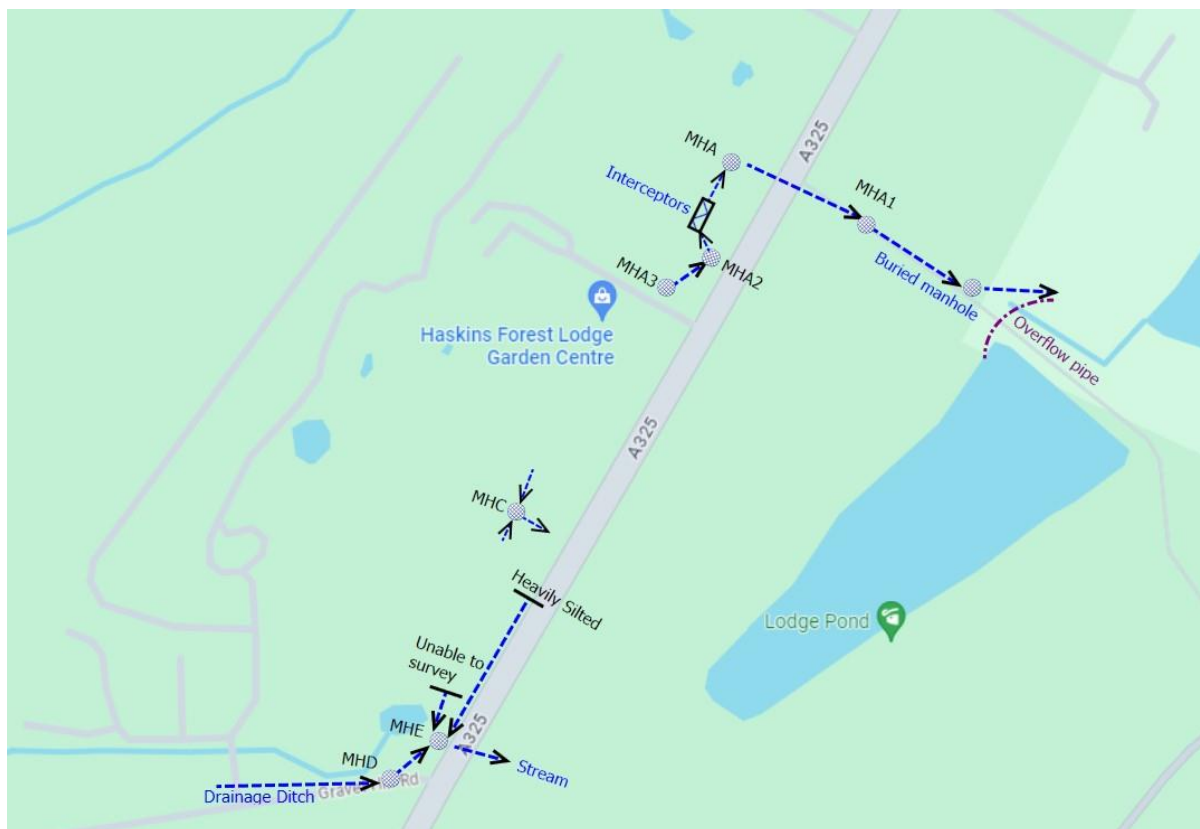 A325
MHA
Interceptors
MHA1
MHA3
MHA2
Buried manhole
Haskins Forest Lodge
Garden Centre
Overflow pipe
A325
MHC
Heavily Silted
Lodge Pond
Unable to
survey
MHE
A325
MHD
Stream
Drainage Ditch
Rd